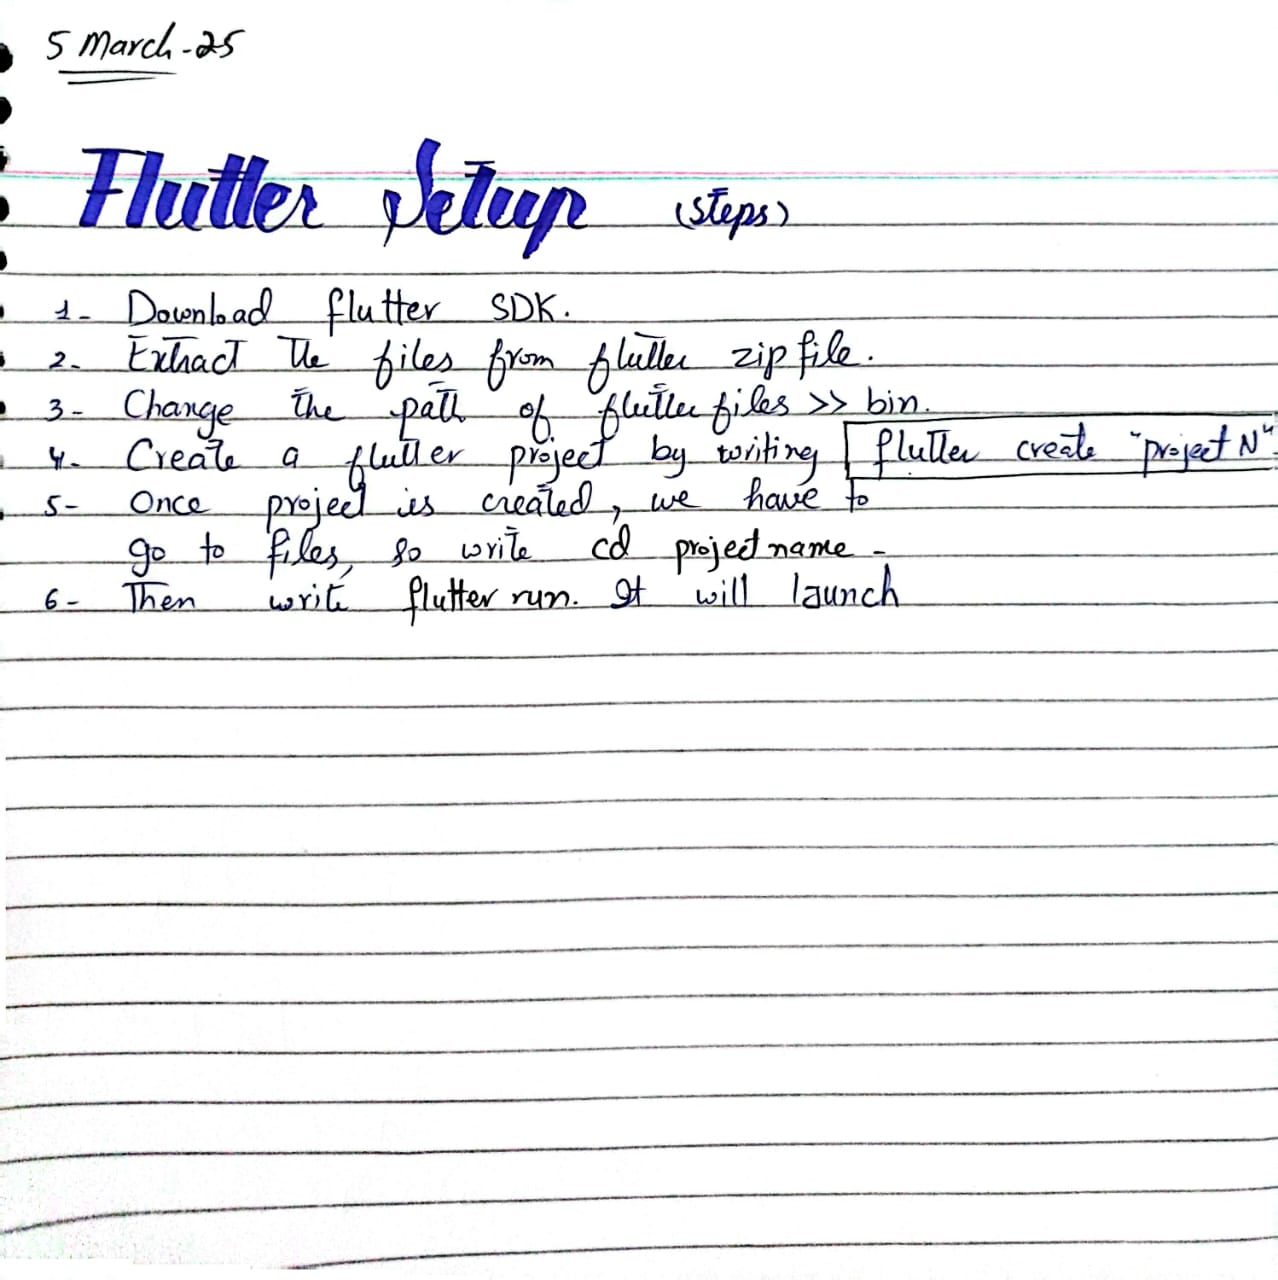 5 March-25
Flutter Setup (steps)
1- Download flutter SDK.
2- Extract the files from flutter zip file.
3- Change the path of flutter files >> bin.
4- Create a flutter project by writing flutter create "project N"
5- Once project is created, we have to
go to files, so write cd projectname -
6- Then write flutter run. It will launch